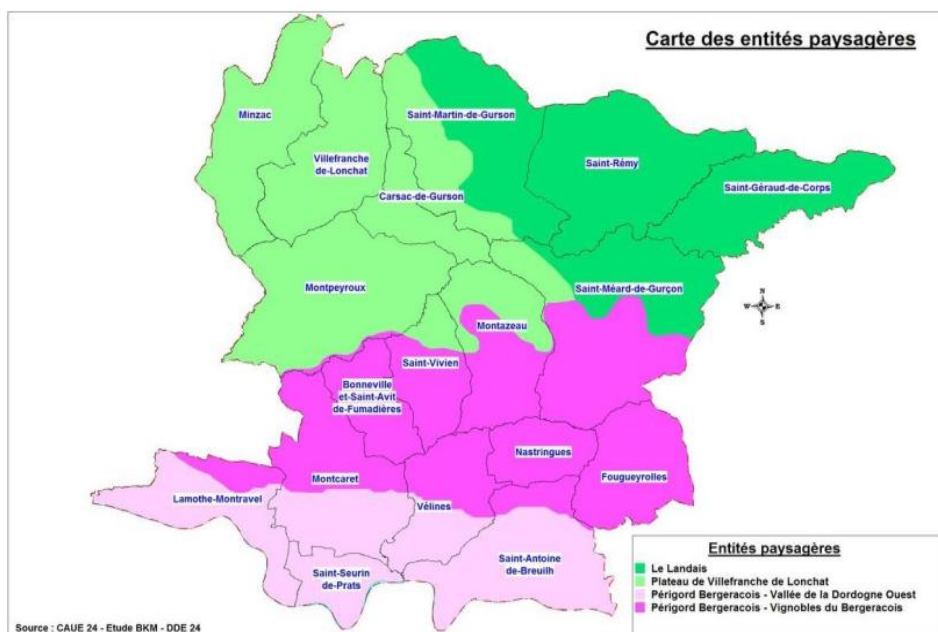 Carte des entités paysagères
Minzac
Saint-Martin-de-Gurson
Villefranche
de-Lonchat
Saint-Rémy
Saint-Géraud-de-Corps
Carsac-de-Gurson
Montpeyroux
Saint-Méard-de-Gurçon
N
W
E
S
Montazeau
Saint-Vivien
Bonneville
et-Saint-Avit
de-Fumadières
Nastringues
Fougueyrolles
Montcaret
Lamothe-Montravel
Vélines
Saint-Antoine
de-Breuilh
Saint-Seurin
de-Prats
Entités paysagères
Le Landais
Plateau de Villefranche de Lonchat
Périgord Bergeracois - Vallée de la Dordogne Ouest
Périgord Bergeracois - Vignobles du Bergeracois
Source : CAUE 24 - Etude BKM - DDE 24